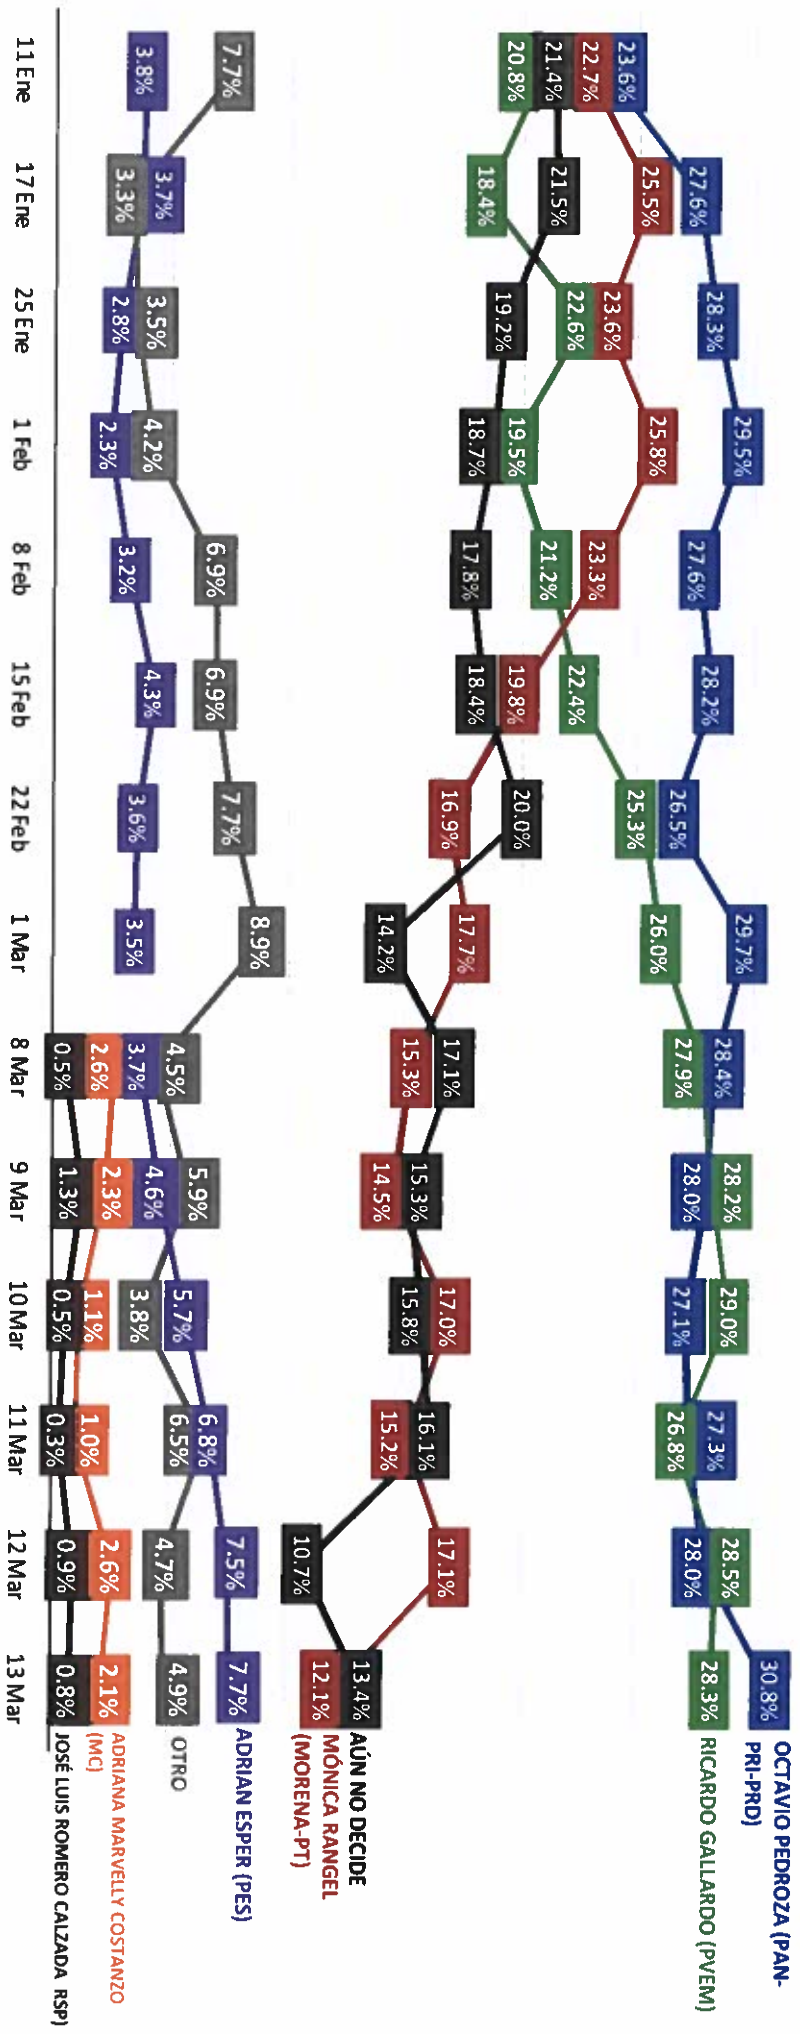 23.6% 27.6% 28.3% 29.5% 27.6% 28.2% 26.5% 29.7% 28.4% 28.0% 27.1% 27.3% 28.0% 30.8%
OCTAVIO PEDROZA (PAN-
PRI-PRD)
20.8% 18.4% 22.6% 19.5% 21.2% 22.4% 25.3% 26.0% 27.9% 28.2% 29.0% 26.8% 28.5% 28.3%
RICARDO GALLARDO (PVEM)
21.4% 21.5% 19.2% 18.7% 17.8% 18.4% 20.0% 14.2% 17.1% 15.3% 15.8% 16.1% 10.7% 13.4%
AÚN NO DECIDE
22.7% 25.5% 23.6% 25.8% 23.3% 19.8% 16.9% 17.7% 15.3% 14.5% 17.0% 15.2% 17.1% 12.1%
MÓNICA RANGEL
(MORENA-PT)
3.8% 3.7% 2.8% 2.3% 3.2% 4.3% 3.6% 3.5% 3.7% 4.6% 5.7% 6.8% 7.5% 7.7%
ADRIAN ESPER (PES)
7.7% 3.3% 3.5% 4.2% 6.9% 6.9% 7.7% 8.9% 4.5% 5.9% 3.8% 6.5% 4.7% 4.9%
OTRO
2.6% 2.3% 1.1% 1.0% 2.6% 2.1%
ADRIANA MARVELLY COSTANZO
(MC)
0.5% 1.3% 0.5% 0.3% 0.9% 0.8%
JOSÉ LUIS ROMERO CALZADA RSP)
11 Ene 17 Ene 25 Ene 1 Feb 8 Feb 15 Feb 22 Feb 1 Mar 8 Mar 9 Mar 10 Mar 11 Mar 12 Mar 13 Mar